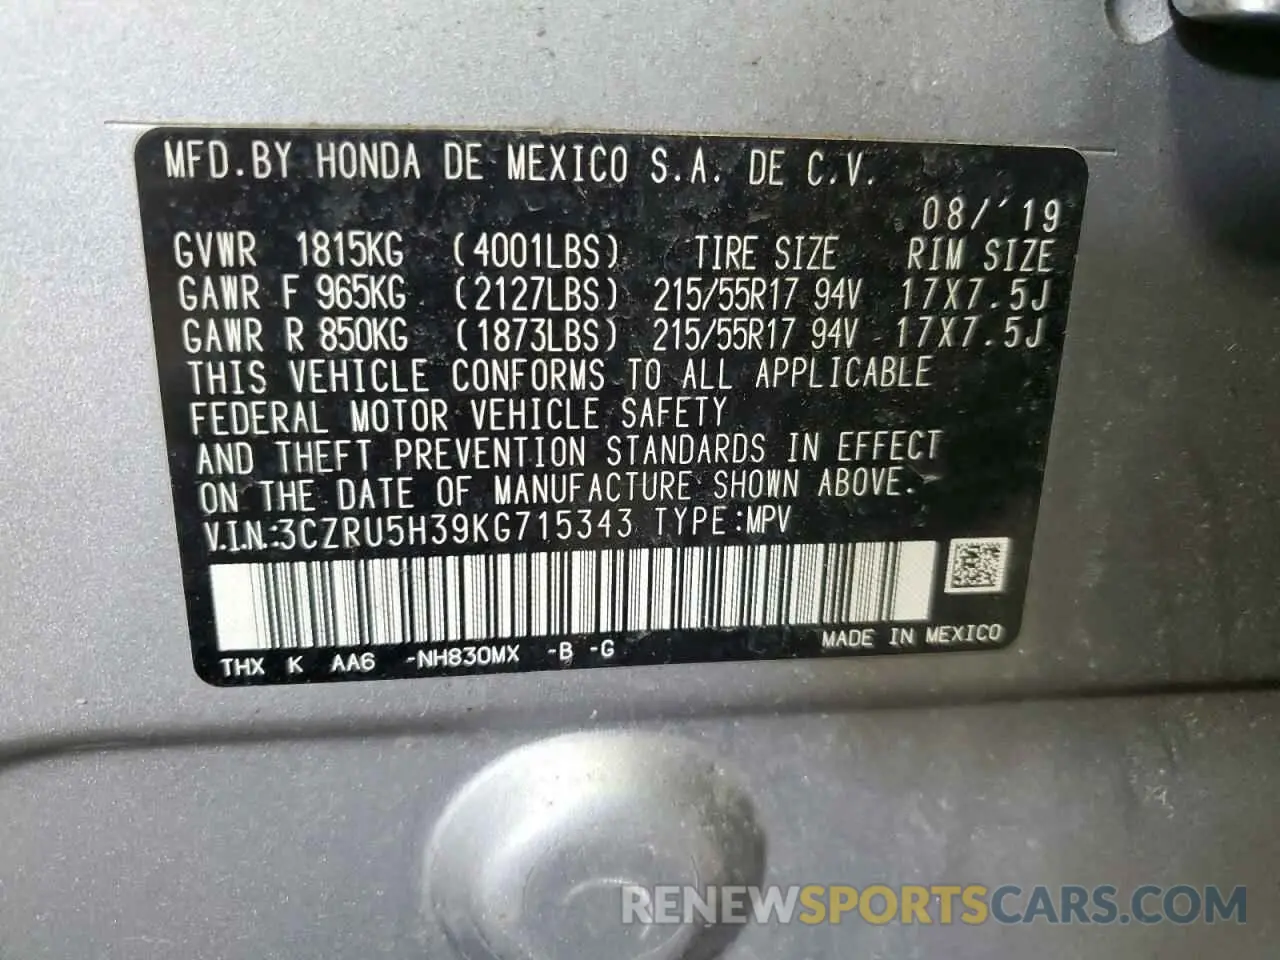 MFD.BY HONDA DE MEXICO S.A. DE C.V.
08/'19
GVWR 1815KG (4001LBS) TIRE SIZE RIM SIZE
GAWR F 965KG (2127LBS) 215/55R17 94V 17X7.5J
GAWR R 850KG (1873LBS) 215/55R17 94V 17X7.5J
THIS VEHICLE CONFORMS TO ALL APPLICABLE
FEDERAL MOTOR VEHICLE SAFETY
AND THEFT PREVENTION STANDARDS IN EFFECT
ON THE DATE OF MANUFACTURE SHOWN ABOVE.
V.I.N.:3CZRU5H39KG715343 TYPE:MPV
THX K AA6 -NH830MX -B -G MADE IN MEXICO
RENEWSPORTSCARS.COM